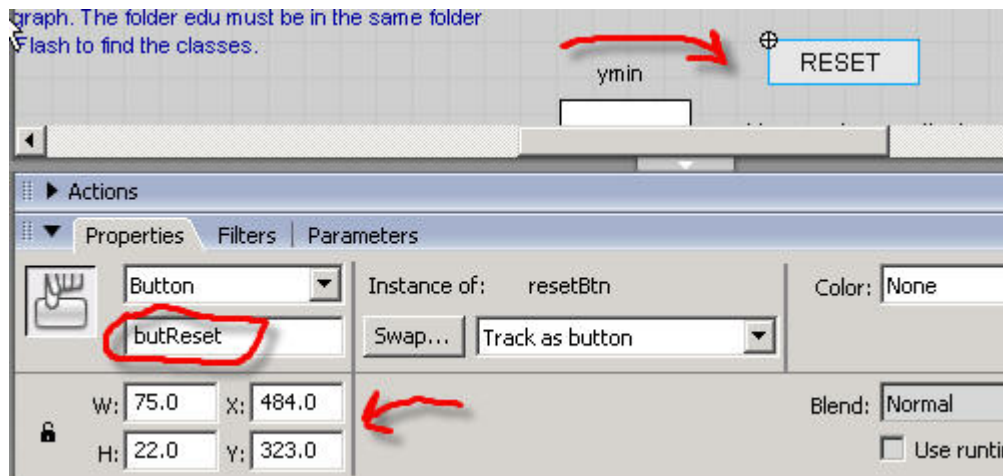 graph. The folder edu must be in the same folder
Flash to find the classes.
RESET
ymin
Actions
Properties Filters Parameters
Button Instance of: resetBtn Color: None
butReset Swap... Track as button
W: 75.0 X: 484.0 Blend: Normal
H: 22.0 Y: 323.0 Use